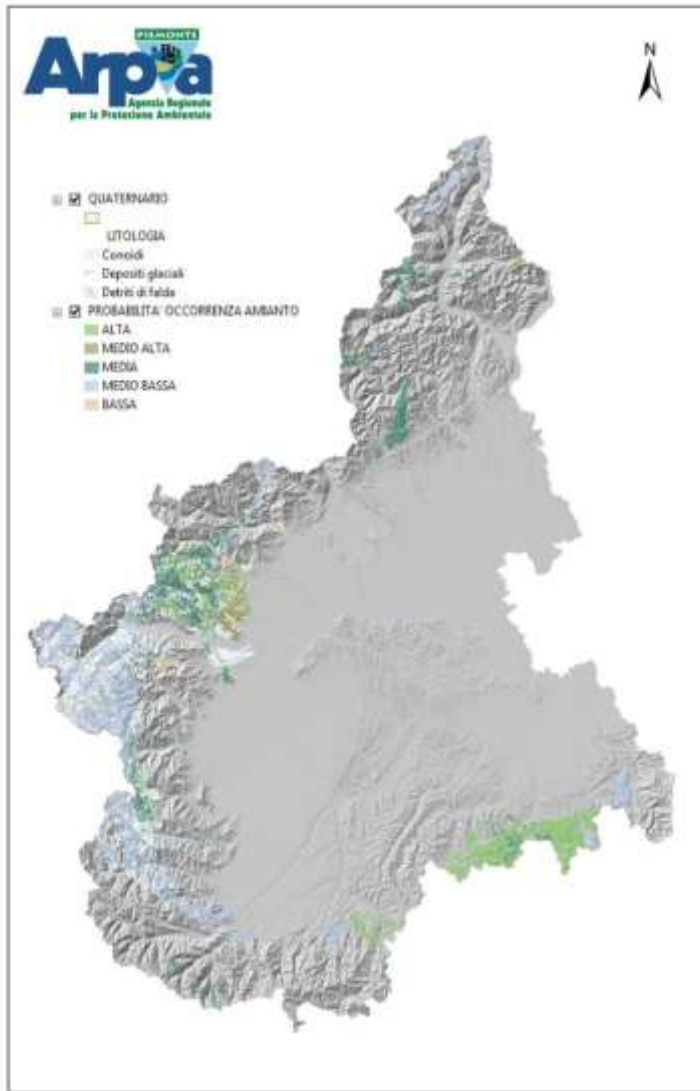 PIEMONTE
Arpa
Agenzia Regionale
per la Protezione Ambientale
N
QUATERNARIO
LITOLOGIA
Conoidi
Depositi glaciali
Detriti di falda
PROBABILITA' OCCORRENZA AMIANTO
ALTA
MEDIO ALTA
MEDIA
MEDIO BASSA
BASSA